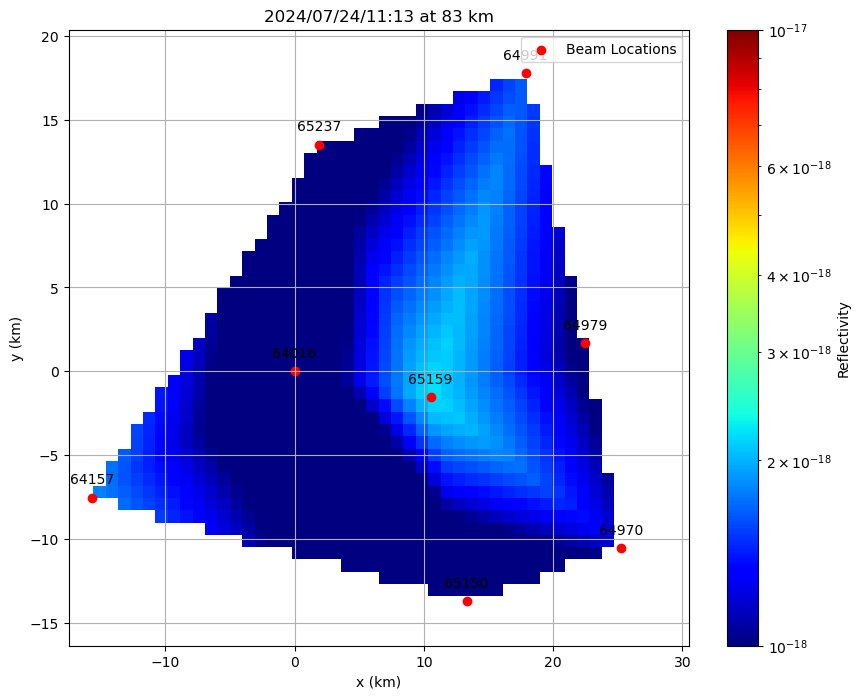 2024/07/24/11:13 at 83 km
Beam Locations
64991
65237
64979
64016
65159
64157
64970
65150
20
15
10
5
0
−5
−10
−15
y (km)
−10
0
10
20
30
x (km)
10⁻¹⁷
6 × 10⁻¹⁸
4 × 10⁻¹⁸
3 × 10⁻¹⁸
2 × 10⁻¹⁸
10⁻¹⁸
Reflectivity